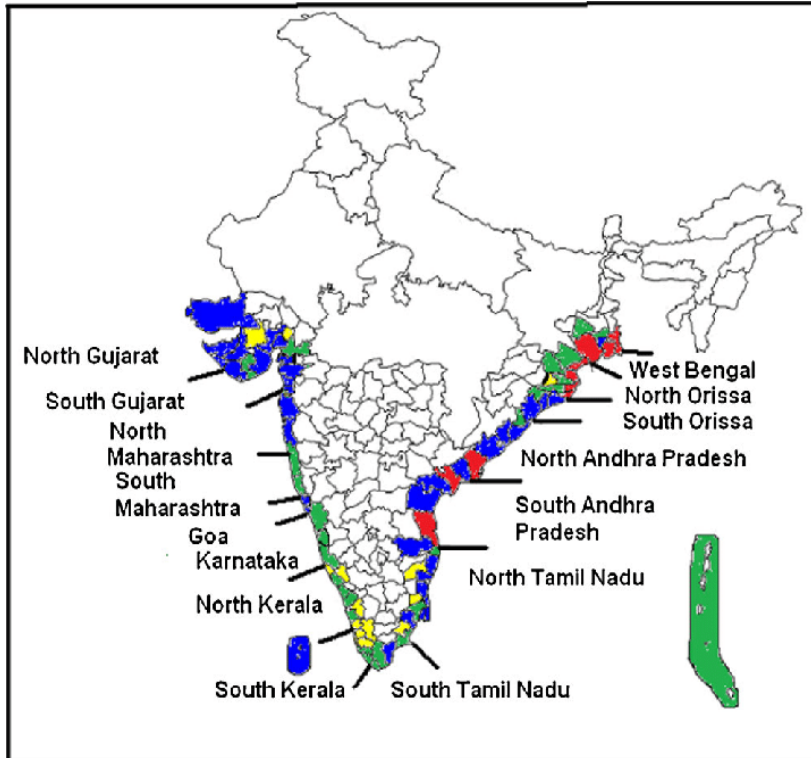 North Gujarat
South Gujarat
North
Maharashtra
South
Maharashtra
Goa
Karnataka
North Kerala
South Kerala
South Tamil Nadu
West Bengal
North Orissa
South Orissa
North Andhra Pradesh
South Andhra
Pradesh
North Tamil Nadu